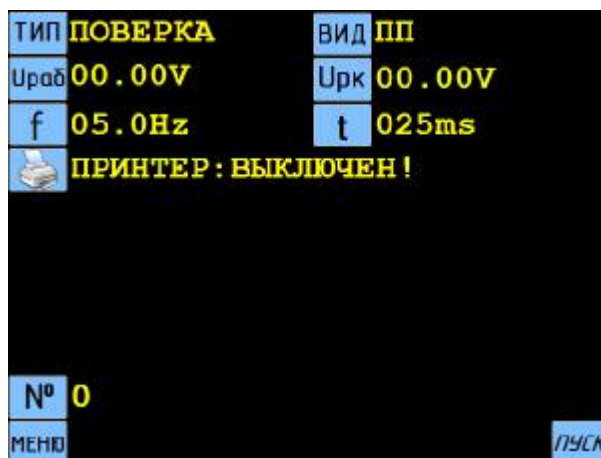 ТИП ПОВЕРКА ВИД ПП
Uраб 00.00V Uрк 00.00V
f 05.0Hz t 025ms
ПРИНТЕР:ВЫКЛЮЧЕН!
Nº 0
МЕНЮ ПУСК